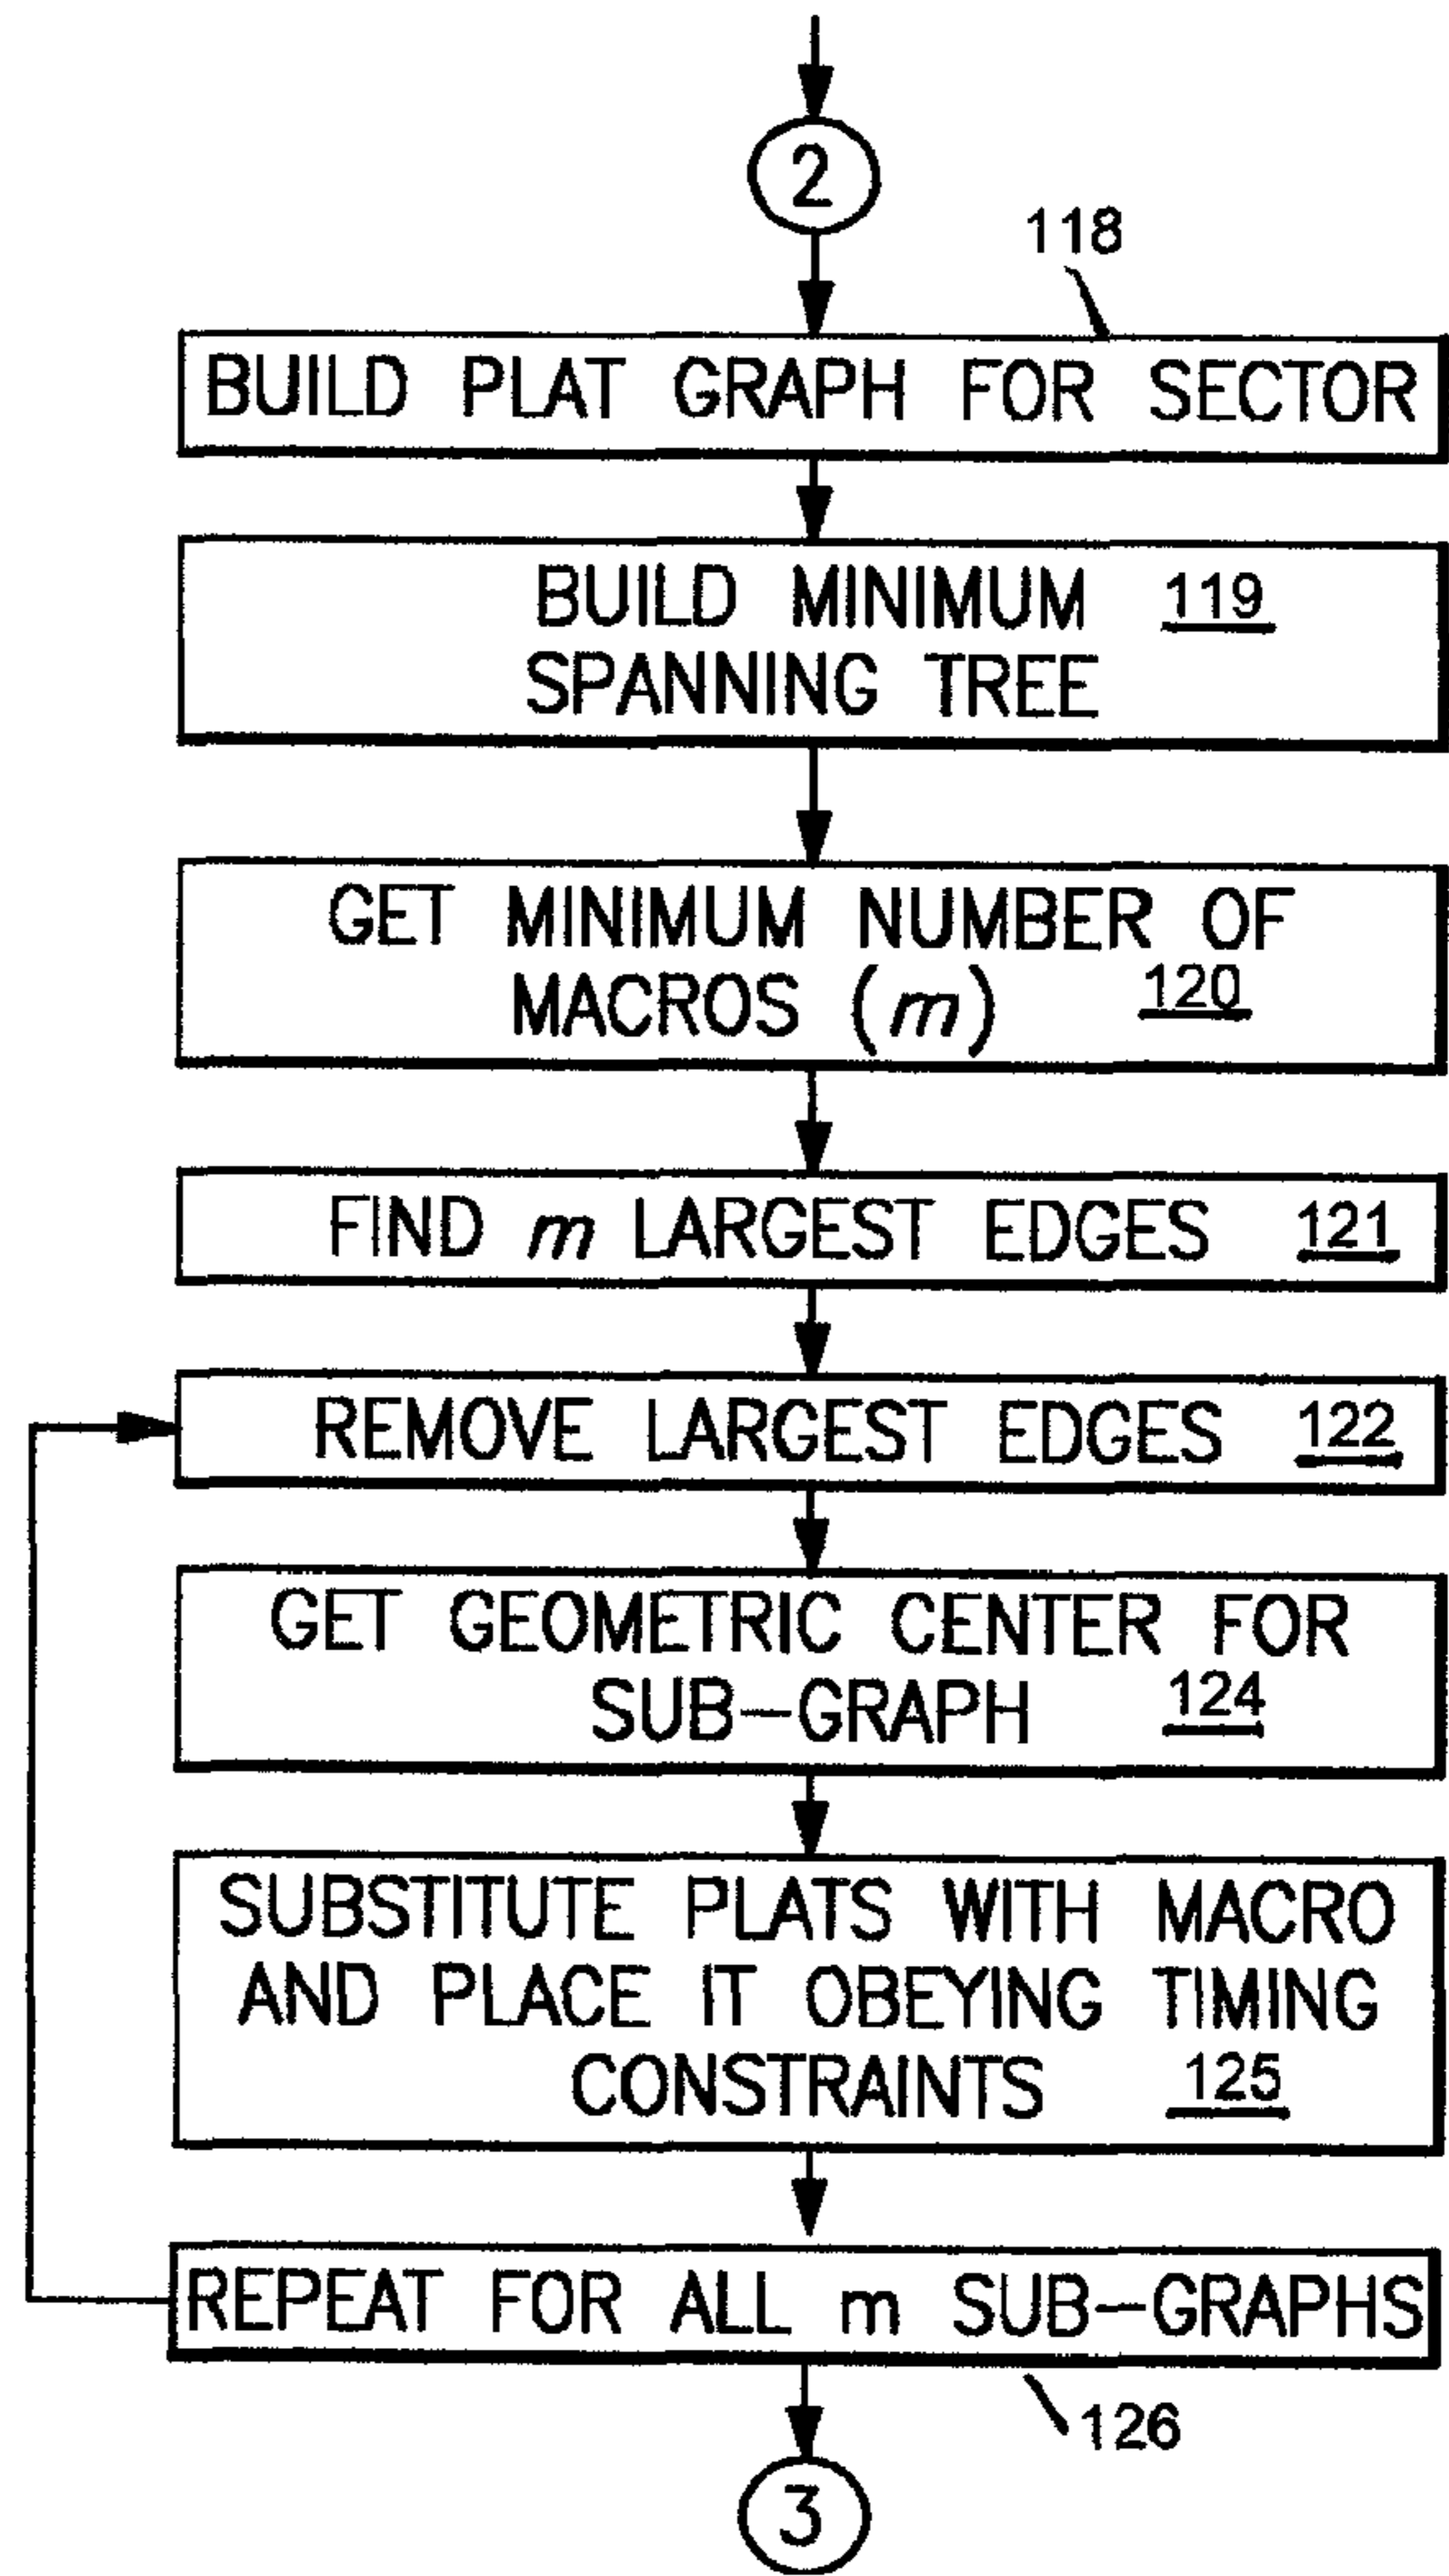 2
118
BUILD PLAT GRAPH FOR SECTOR
BUILD MINIMUM 119
SPANNING TREE
GET MINIMUM NUMBER OF
MACROS (m) 120
FIND m LARGEST EDGES 121
REMOVE LARGEST EDGES 122
GET GEOMETRIC CENTER FOR
SUB-GRAPH 124
SUBSTITUTE PLATS WITH MACRO
AND PLACE IT OBEYING TIMING
CONSTRAINTS 125
REPEAT FOR ALL m SUB-GRAPHS
126
3